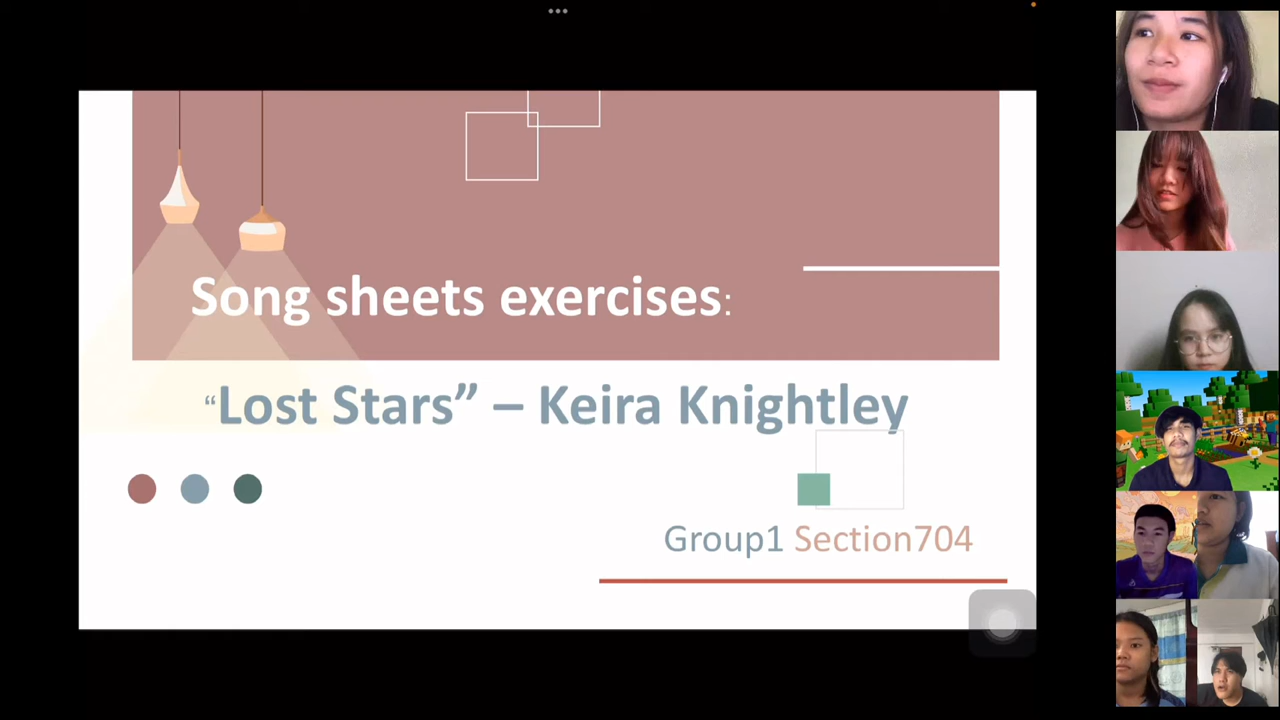 Song sheets exercises:
“Lost Stars” – Keira Knightley
Group1 Section704